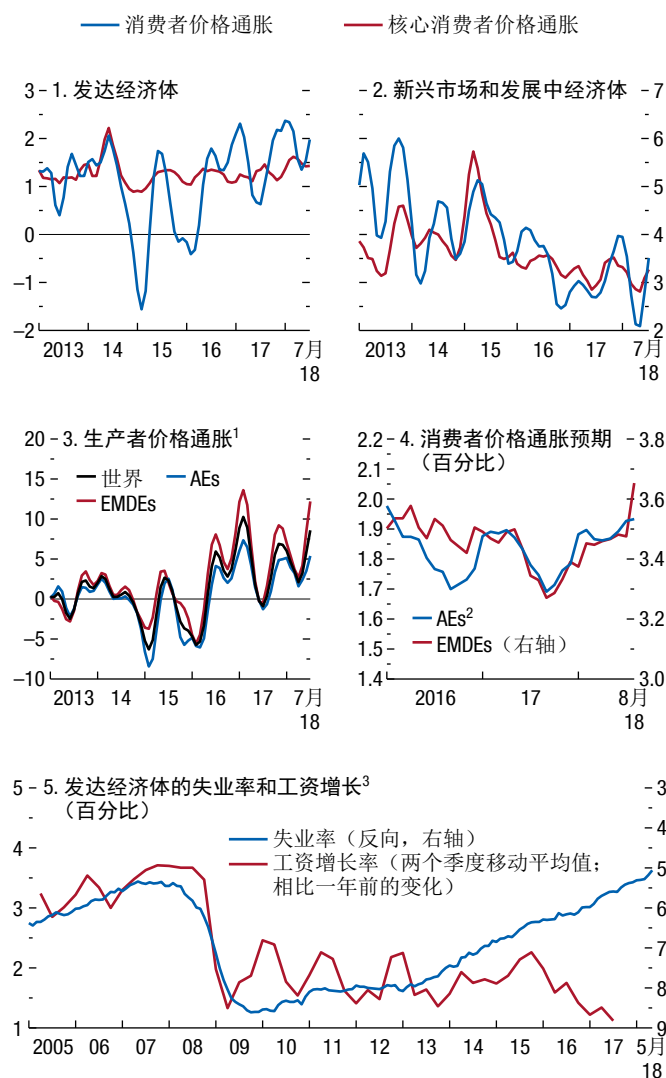 消费者价格通胀
核心消费者价格通胀
3
1. 发达经济体
2
1
0
–1
–2
2013 14 15 16 17 7月
18
2. 新兴市场和发展中经济体
7
6
5
4
3
2
2013 14 15 16 17 7月
18
20
3. 生产者价格通胀1
15
10
5
0
–5
–10
世界 AEs
EMDEs
2013 14 15 16 17 7月
18
2.2
4. 消费者价格通胀预期
3.8
(百分比)
2.1
2.0
1.9
1.8
1.7
1.6
1.5
1.4
3.6
3.4
3.2
3.0
AEs2
EMDEs(右轴)
2016 17 8月
18
5
5. 发达经济体的失业率和工资增长3
3
(百分比)
4
3
2
1
4
5
6
7
8
9
失业率(反向,右轴)
工资增长率(两个季度移动平均值;
相比一年前的变化)
2005 06 07 08 09 10 11 12 13 14 15 16 17 5月
18